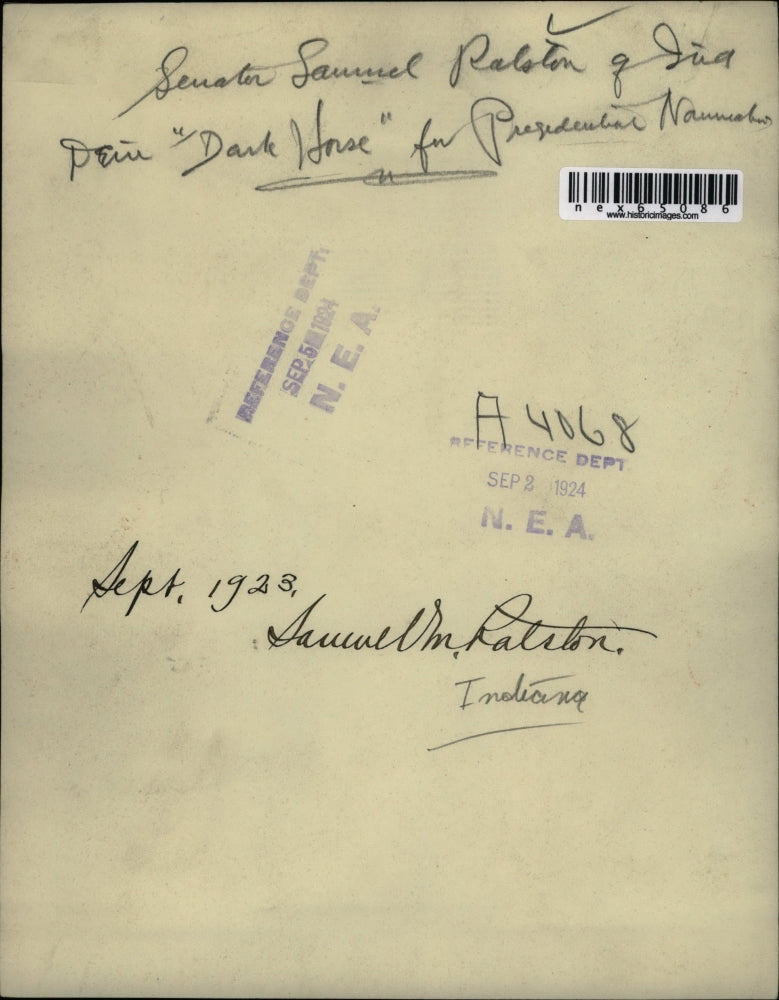 Senator Samuel Ralston of Ind
Dem "Dark Horse" for Presidential Nomination
nex65086
www.historicimages.com
REFERENCE DEPT.
SEP 5 1924
N. E. A.
A 4068
REFERENCE DEPT.
SEP 2 1924
N. E. A.
Sept. 1923.
Samuel M. Ralston.
Indiana